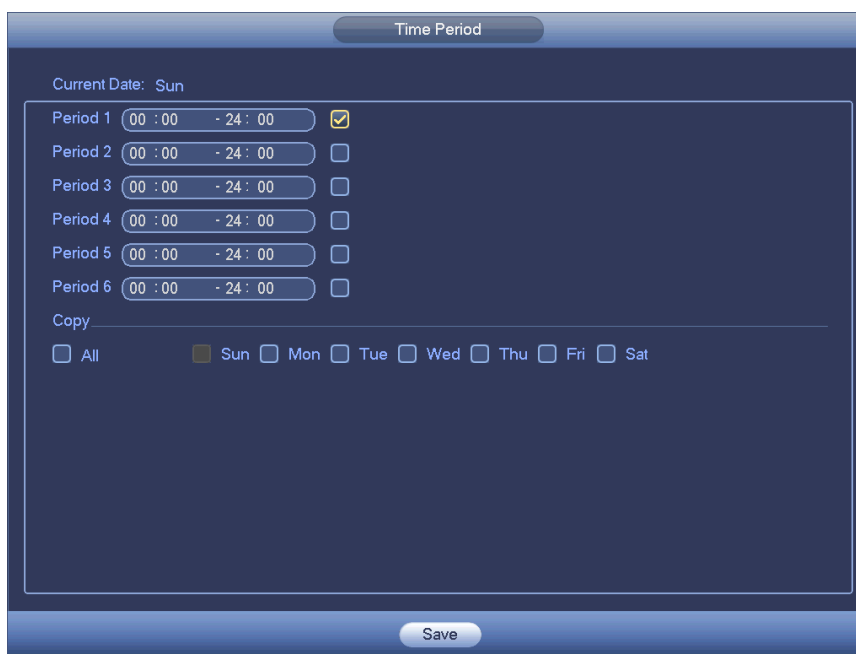 Time Period
Current Date: Sun
Period 1 00 :00 - 24 : 00
Period 2 00 :00 - 24 : 00
Period 3 00 :00 - 24 : 00
Period 4 00 :00 - 24 : 00
Period 5 00 :00 - 24 : 00
Period 6 00 :00 - 24 : 00
Copy
All Sun Mon Tue Wed Thu Fri Sat
Save